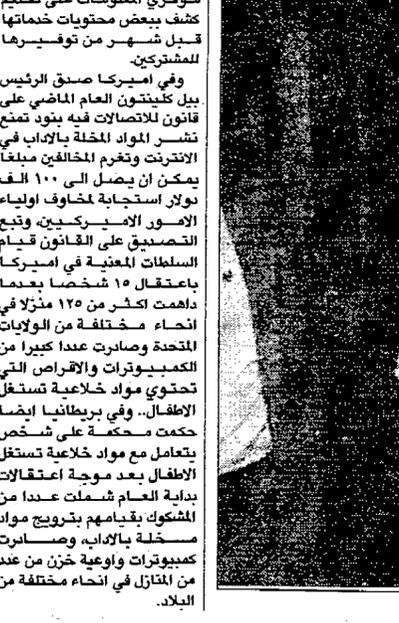 موفري المعلومات على تقديم
كشف ببعض محتويات خدماتها
قبل شهر من توفيرها
للمشتركين.
وفي اميركا صدق الرئيس
بيل كلينتون العام الماضي على
قانون للاتصالات فيه بنود تمنع
نشر المواد المخلة بالاداب في
الانترنت وتغرم المخالفين مبلغا
يمكن ان يصل الى ١٠٠ الف
دولار استجابة لمخاوف اولياء
الامور الاميركيين، وتبع
التصديق على القانون قيام
السلطات المعنية في اميركا
باعتقال ١٥ شخصا بعدما
داهمت اكثر من ١٢٥ منزلا في
انحاء مختلفة من الولايات
المتحدة وصادرت عددا كبيرا من
الكمبيوترات والاقراص التي
تحتوي مواد خلاعية تستغل
الاطفال.. وفي بريطانيا ايضا
حكمت محكمة على شخص
يتعامل مع مواد خلاعية تستغل
الاطفال بعد موجة اعتقالات
بداية العام شملت عددا من
المشكوك بقيامهم بترويج مواد
مخلة بالاداب، وصادرت
كمبيوترات واوعية خزن من عدد
من المنازل في انحاء مختلفة من
البلاد.